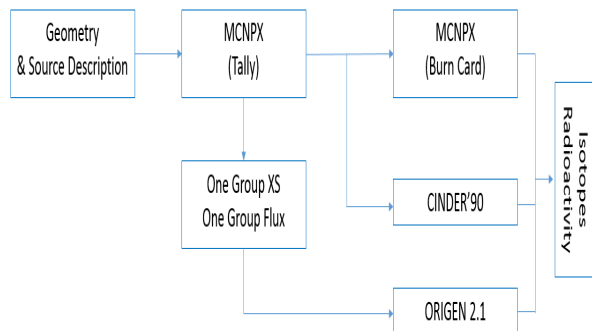 Geometry
& Source Description
MCNPX
(Tally)
MCNPX
(Burn Card)
One Group XS
One Group Flux
CINDER'90
ORIGEN 2.1
Isotopes
Radioactivity